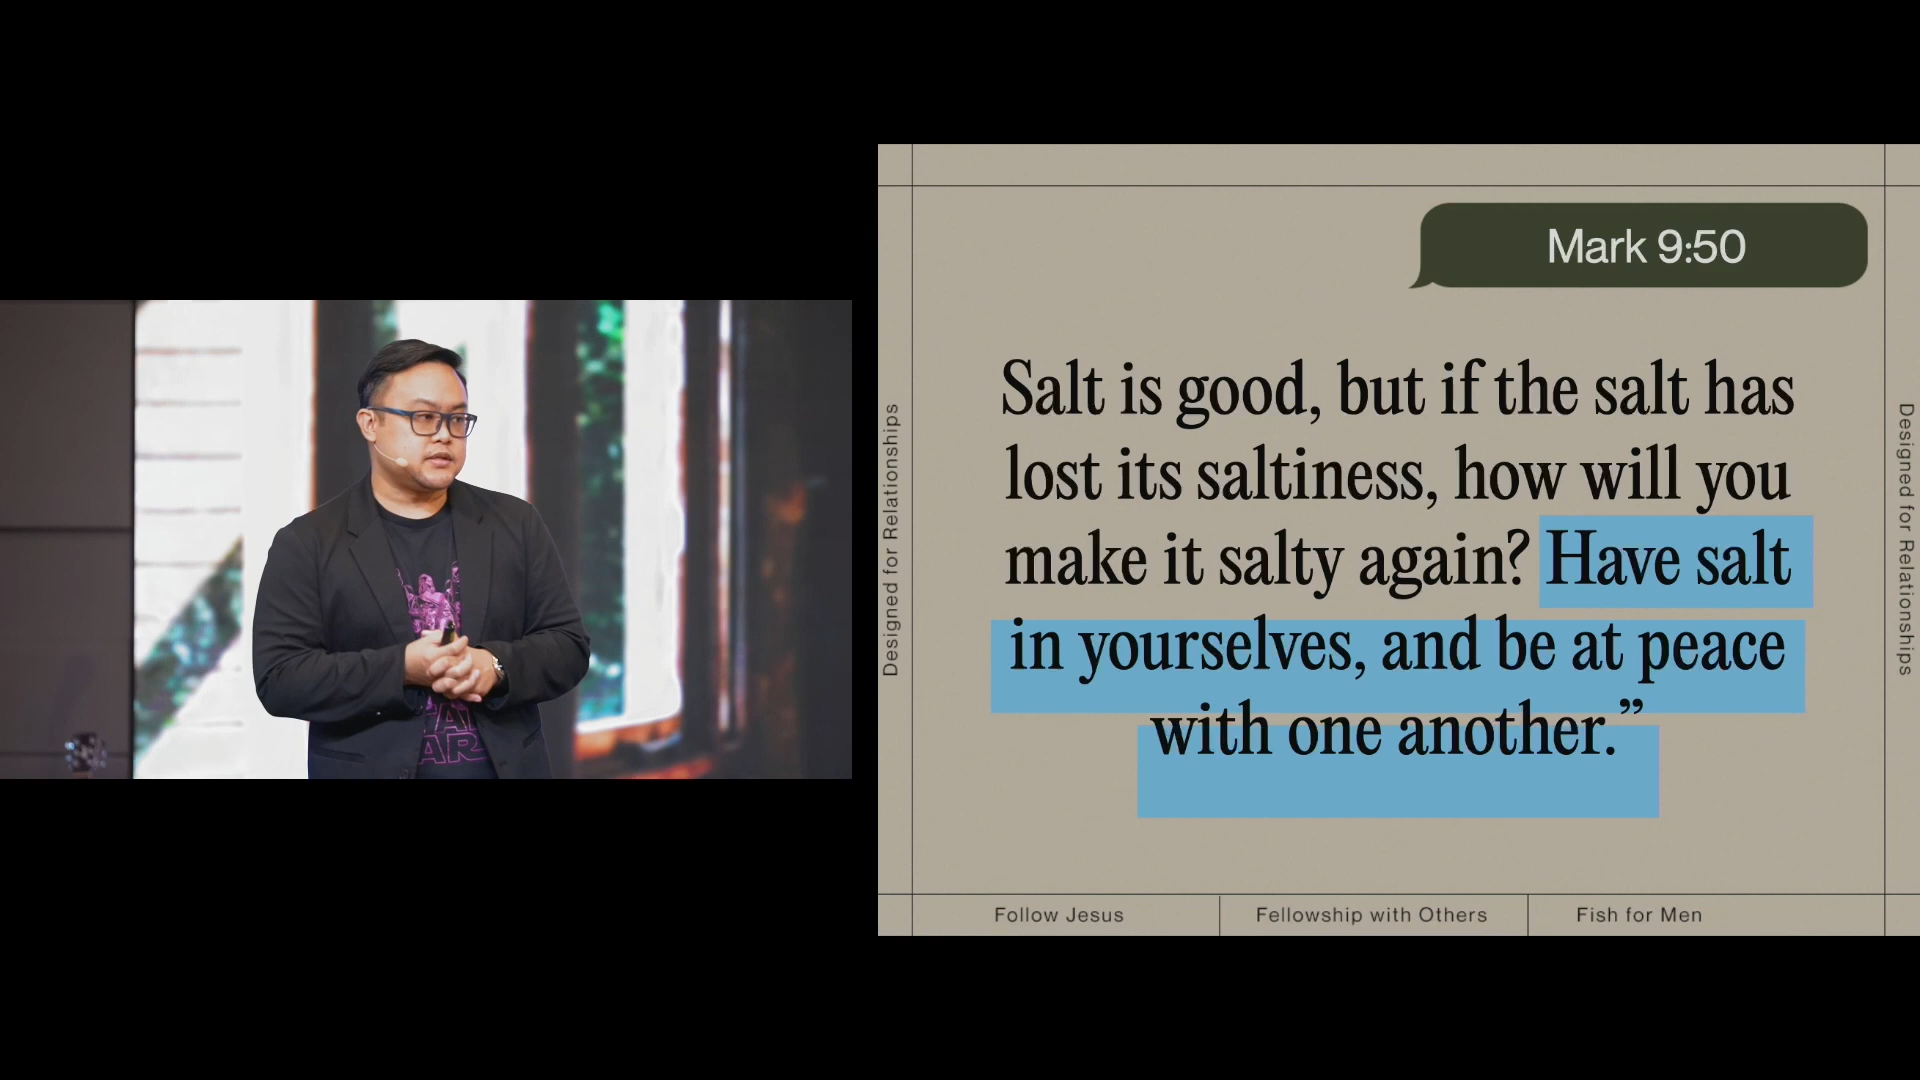 Mark 9:50
Salt is good, but if the salt has
lost its saltiness, how will you
make it salty again? Have salt
in yourselves, and be at peace
with one another.”
Designed for Relationships
Designed for Relationships
Follow Jesus
Fellowship with Others
Fish for Men